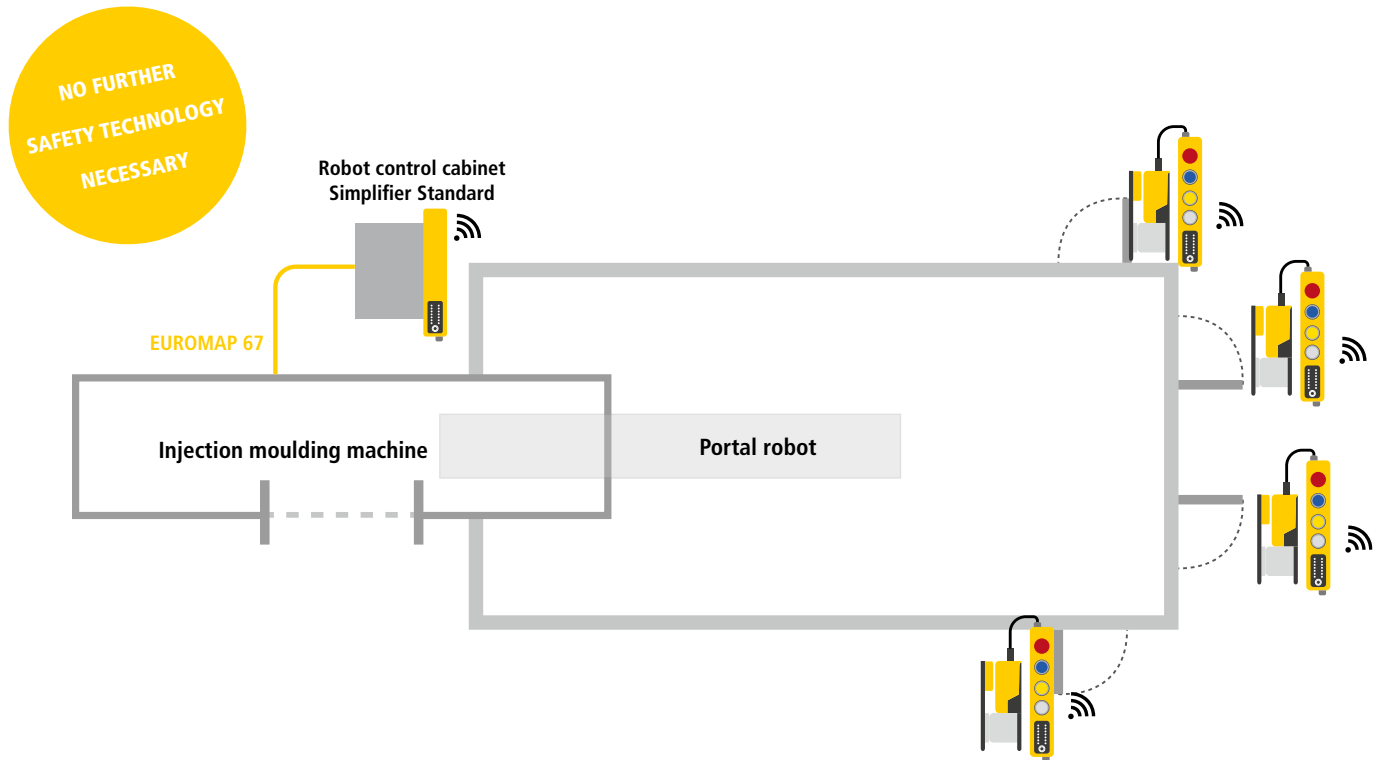 NO FURTHER
SAFETY TECHNOLOGY
NECESSARY
Robot control cabinet
Simplifier Standard
EUROMAP 67
Injection moulding machine
Portal robot